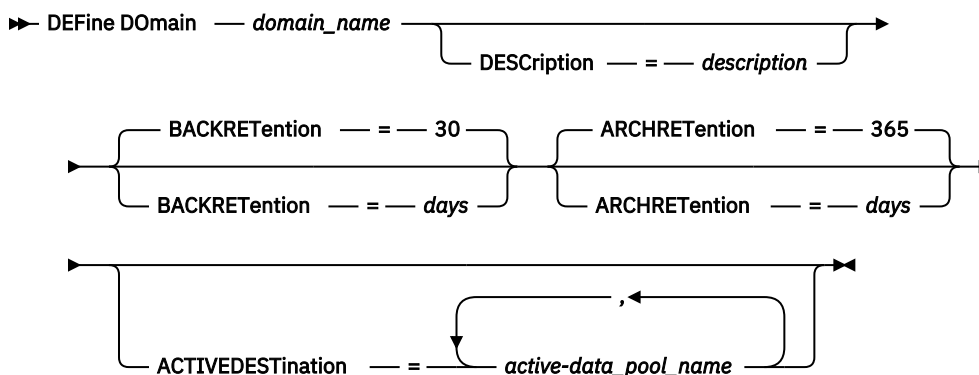 DEFine DOmain domain_name
DESCription = description
BACKRETention = 30 ARCHRETention = 365
BACKRETention = days ARCHRETention = days
,
ACTIVEDESTination = active-data_pool_name